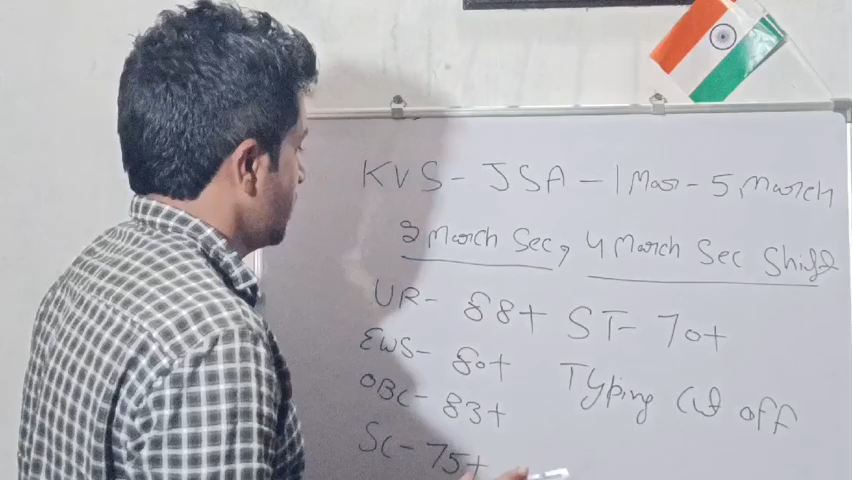 KVS - JSA - 1 Mar - 5 March
2 March Sec, 4 March Sec Shift
UR- 88+ ST- 70+
EWS- 80+
OBC- 83+ Typing Cut off
SC- 75+